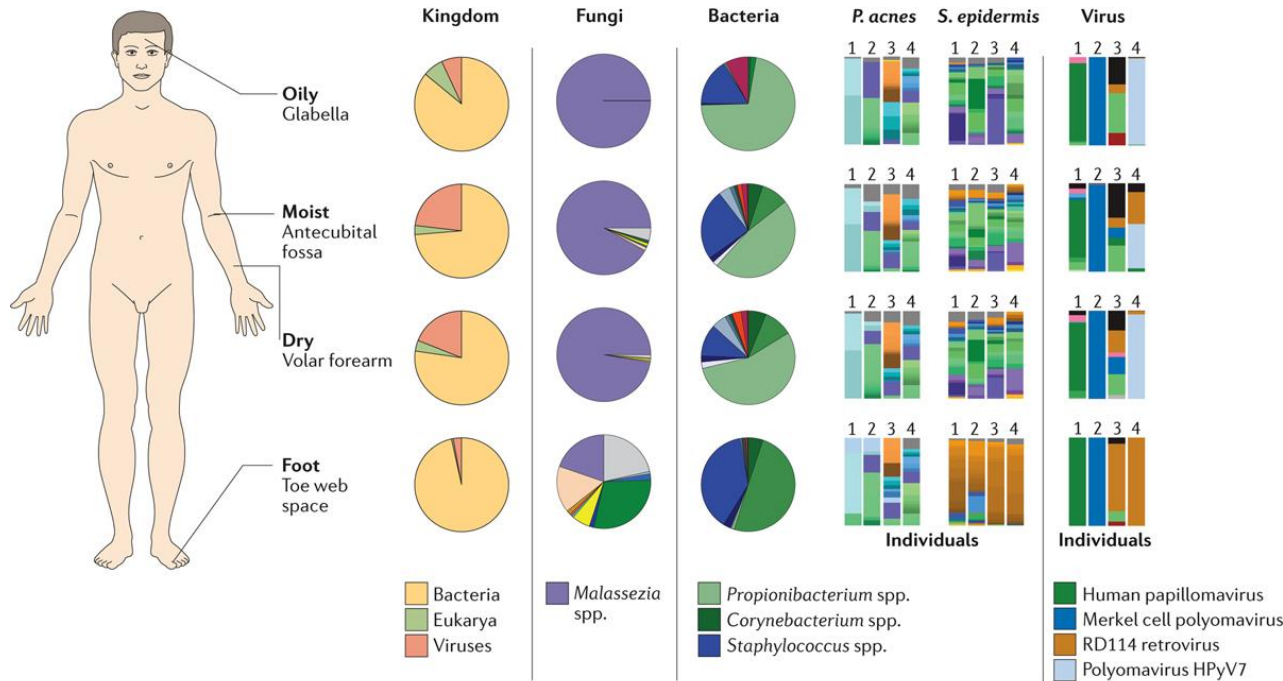 Kingdom
Fungi
Bacteria
P. acnes
S. epidermis
Virus
Oily
Glabella
1 2 3 4
1 2 3 4
1 2 3 4
Moist
Antecubital
fossa
1 2 3 4
1 2 3 4
1 2 3 4
Dry
Volar forearm
1 2 3 4
1 2 3 4
1 2 3 4
Foot
Toe web
space
1 2 3 4
1 2 3 4
1 2 3 4
Individuals
Individuals
Bacteria
Eukarya
Viruses
Malassezia
spp.
Propionibacterium spp.
Corynebacterium spp.
Staphylococcus spp.
Human papillomavirus
Merkel cell polyomavirus
RD114 retrovirus
Polyomavirus HPyV7